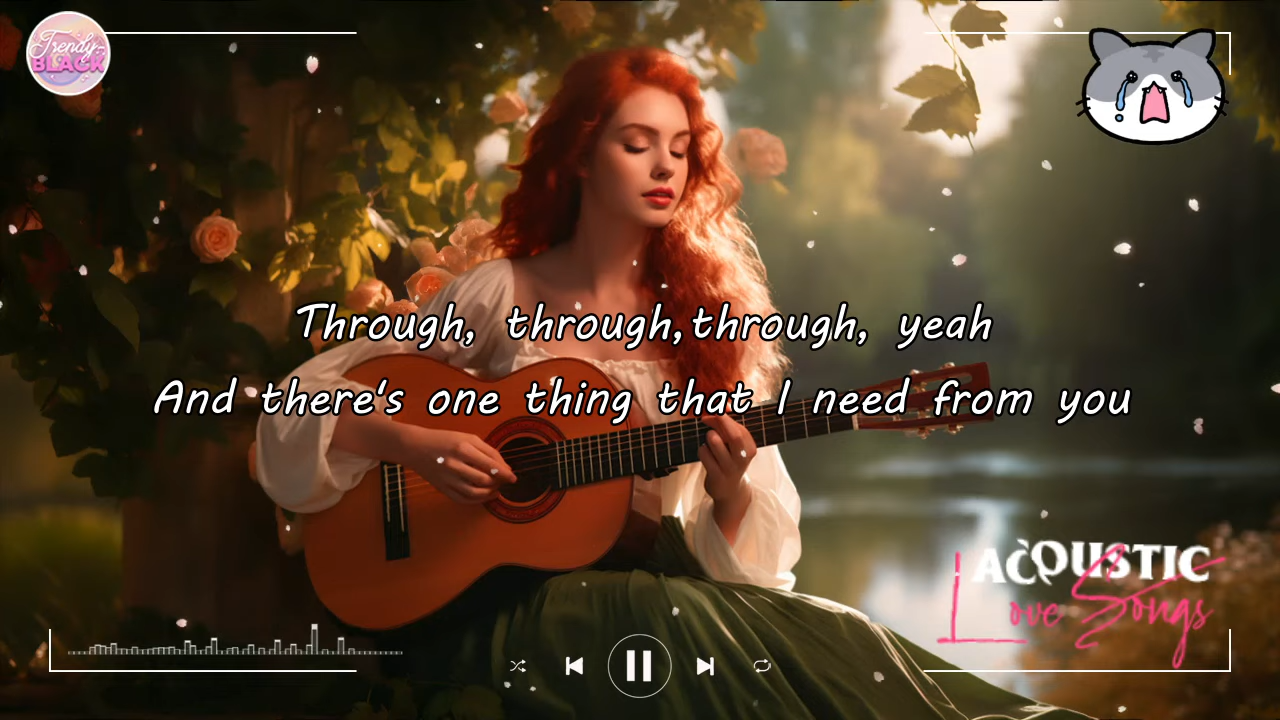 Trendy
BLACK
Through, through,through, yeah
And there's one thing that I need from you
ACOUSTIC
Love Songs